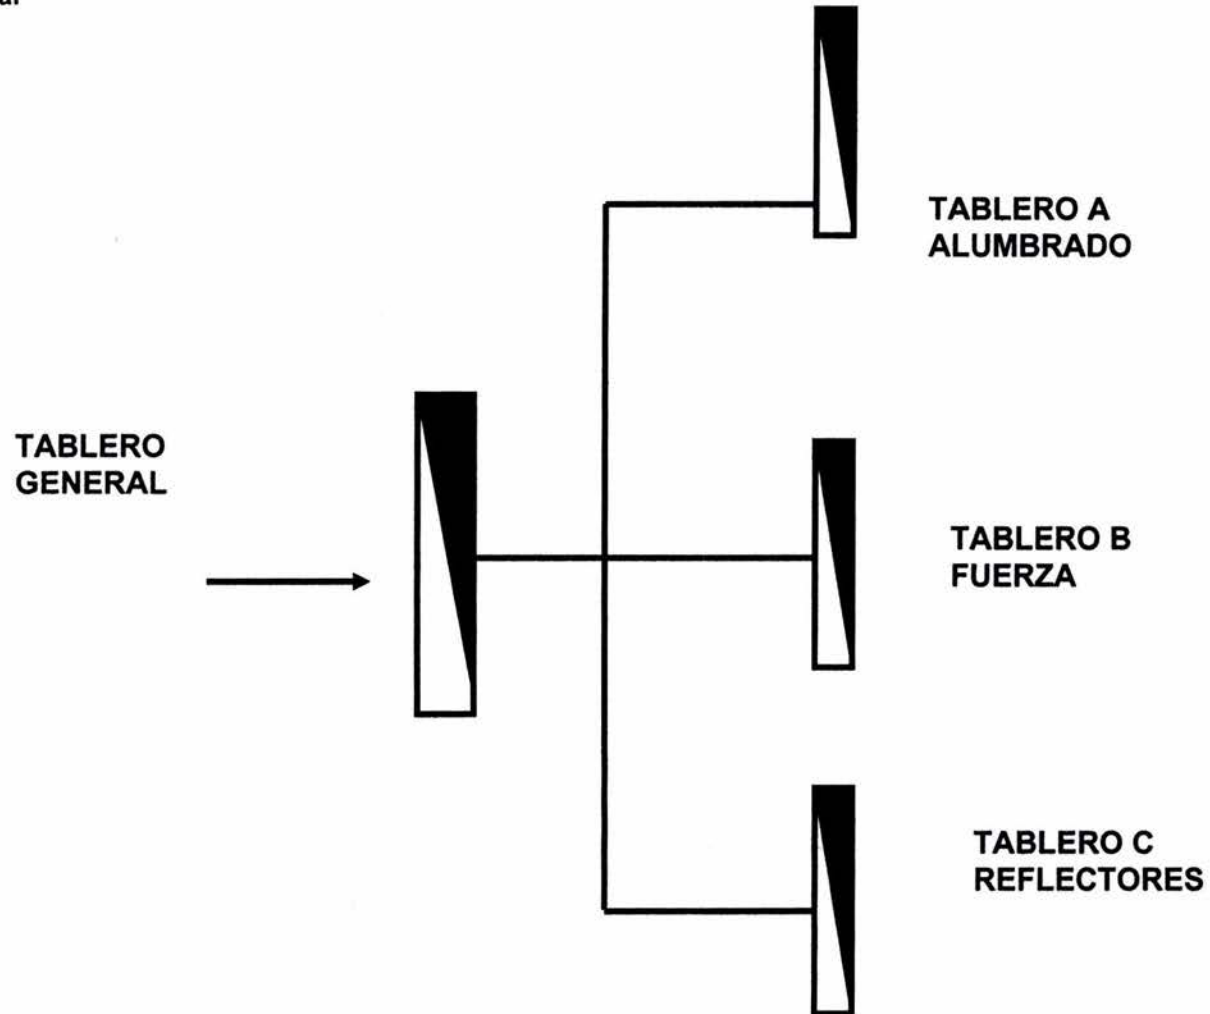 TABLERO A
ALUMBRADO
TABLERO
GENERAL
TABLERO B
FUERZA
TABLERO C
REFLECTORES